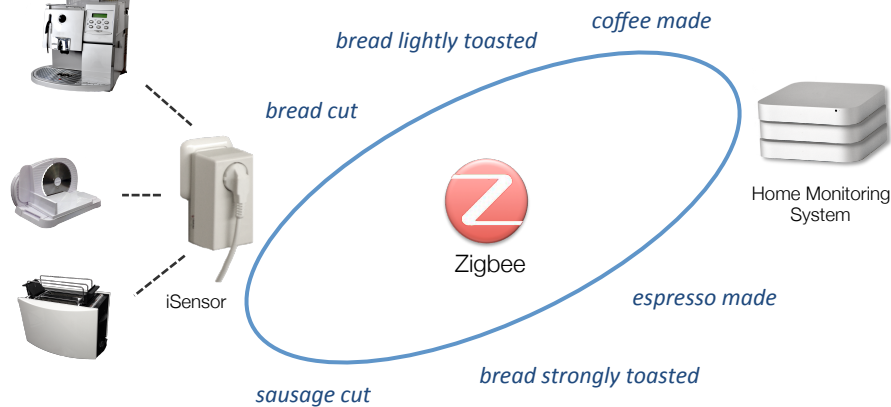 coffee made
bread lightly toasted
bread cut
Home Monitoring
System
Z
Zigbee
iSensor
espresso made
bread strongly toasted
sausage cut